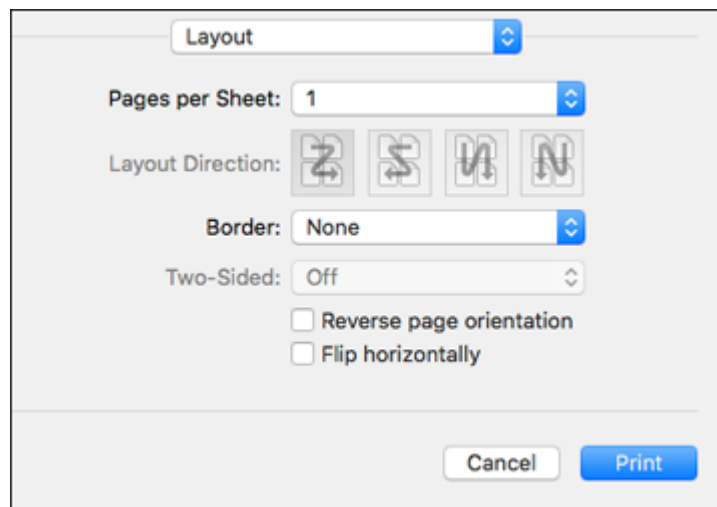 Layout
Pages per Sheet: 1
Layout Direction:
Border: None
Two-Sided: Off
Reverse page orientation
Flip horizontally
Cancel Print